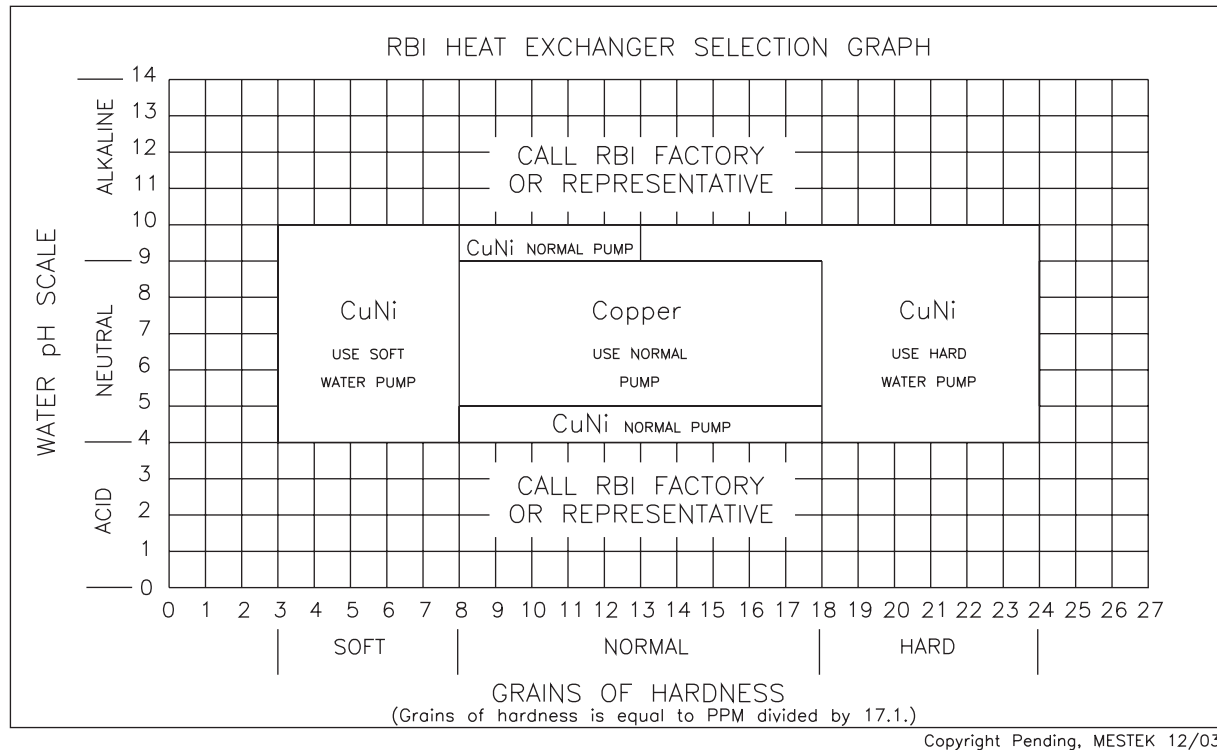 RBI HEAT EXCHANGER SELECTION GRAPH
WATER pH SCALE
ALKALINE
NEUTRAL
ACID
14
13
12
11
10
9
8
7
6
5
4
3
2
1
0
CALL RBI FACTORY
OR REPRESENTATIVE
CuNi NORMAL PUMP
CuNi
USE SOFT
WATER PUMP
Copper
USE NORMAL
PUMP
CuNi
USE HARD
WATER PUMP
CuNi NORMAL PUMP
CALL RBI FACTORY
OR REPRESENTATIVE
0 1 2 3 4 5 6 7 8 9 10 11 12 13 14 15 16 17 18 19 20 21 22 23 24 25 26 27
SOFT NORMAL HARD
GRAINS OF HARDNESS
(Grains of hardness is equal to PPM divided by 17.1.)
Copyright Pending, MESTEK 12/03